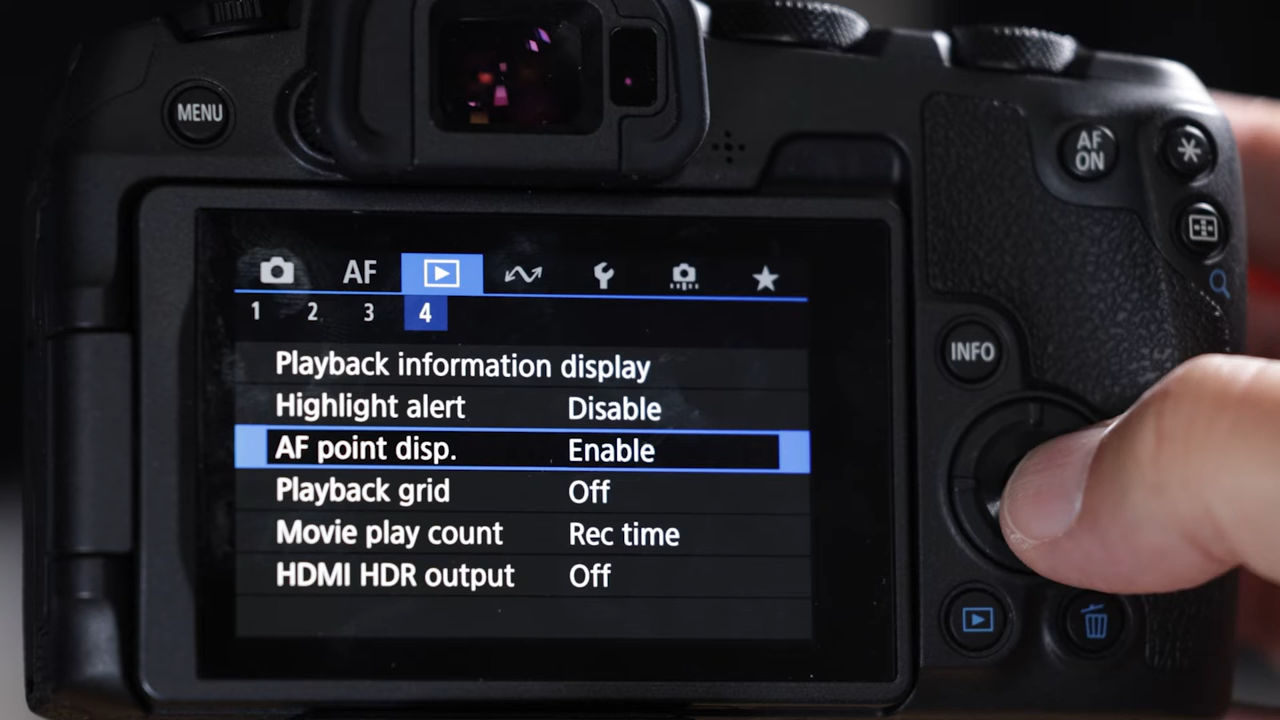 MENU
AF
ON
AF
1 2 3 4
Playback information display
Highlight alert Disable
AF point disp. Enable
INFO
Playback grid Off
Movie play count Rec time
HDMI HDR output Off